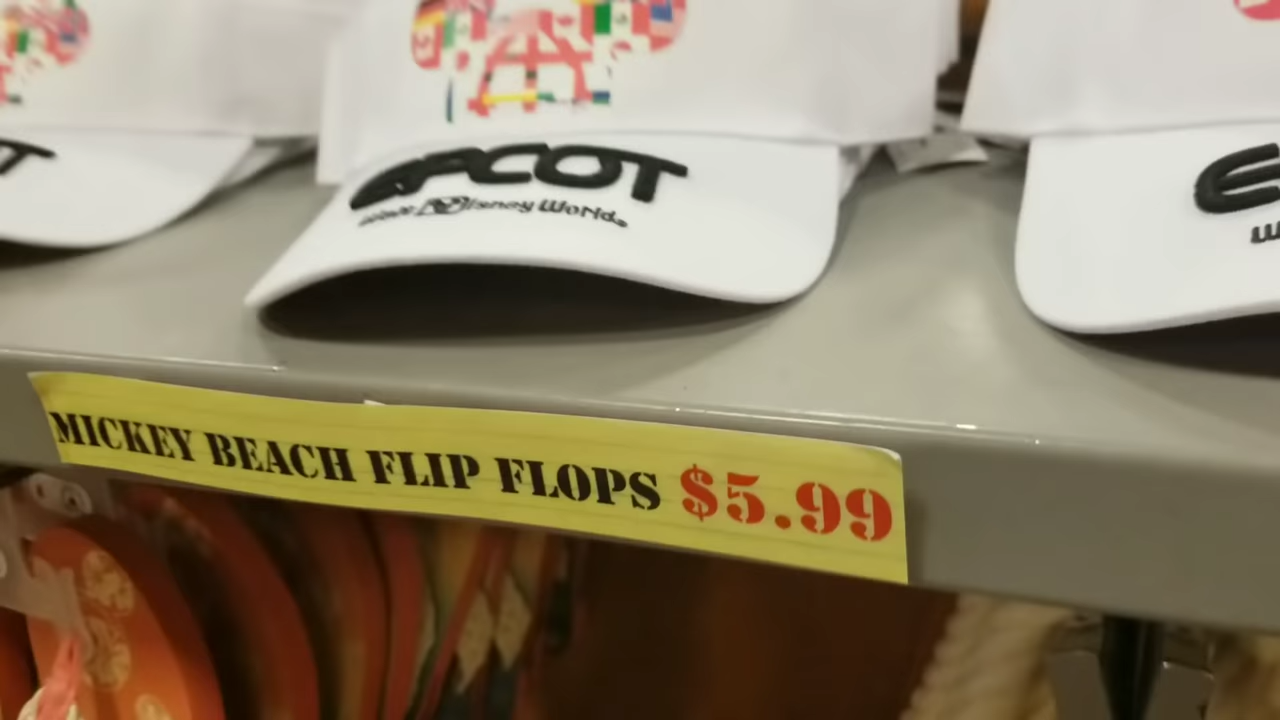 T
EPCOT
Walt Disney World®
E
W
MICKEY BEACH FLIP FLOPS $5.99